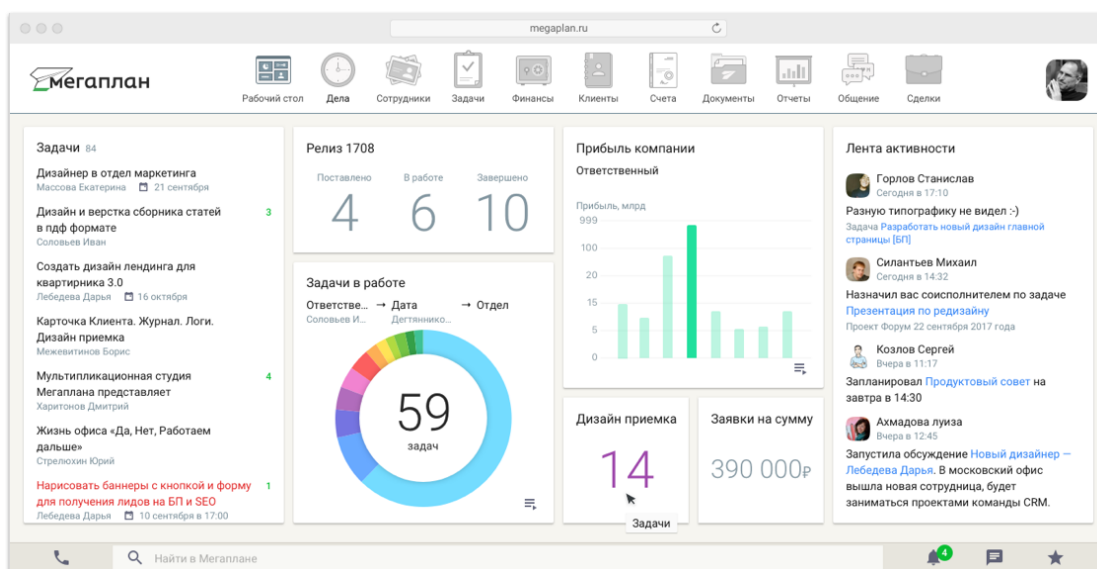 megaplan.ru
Мегаплан
Рабочий стол
Дела
Сотрудники
Задачи
Финансы
Клиенты
Счета
Документы
Отчеты
Общение
Сделки
Задачи 84
Дизайнер в отдел маркетинга
Массова Екатерина 21 сентября
Дизайн и верстка сборника статей 3
в пдф формате
Соловьев Иван
Создать дизайн лендинга для
квартирника 3.0
Лебедева Дарья 16 октября
Карточка Клиента. Журнал. Логи.
Дизайн приемка
Межевитинов Борис
Мультипликационная студия 4
Мегаплана представляет
Харитонов Дмитрий
Жизнь офиса «Да, Нет, Работаем
дальше»
Стрелюхин Юрий
Нарисовать баннеры с кнопкой и форму 1
для получения лидов на БП и SEO
Лебедева Дарья 10 сентября в 17:00
Релиз 1708
Поставлено В работе Завершено
4 6 10
Задачи в работе
Ответстве... → Дата → Отдел
Соловьев И... Дегтяннико...
59
задач
Прибыль компании
Ответственный
Прибыль, млрд
999
100
20
15
5
0
Дизайн приемка
14
Задачи
Заявки на сумму
390 000₽
Лента активности
Горлов Станислав
Сегодня в 17:10
Разную типографику не видел :-)
Задача Разработать новый дизайн главной
страницы [БП]
Силантьев Михаил
Сегодня в 14:32
Назначил вас соисполнителем по задаче
Презентация по редизайну
Проект Форум 22 сентября 2017 года
Козлов Сергей
Вчера в 11:17
Запланировал Продуктовый совет на
завтра в 14:30
Ахмадова луиза
Вчера в 12:45
Запустила обсуждение Новый дизайнер —
Лебедева Дарья. В московский офис
вышла новая сотрудница, будет
заниматься проектами команды CRM.
Найти в Мегаплане
4